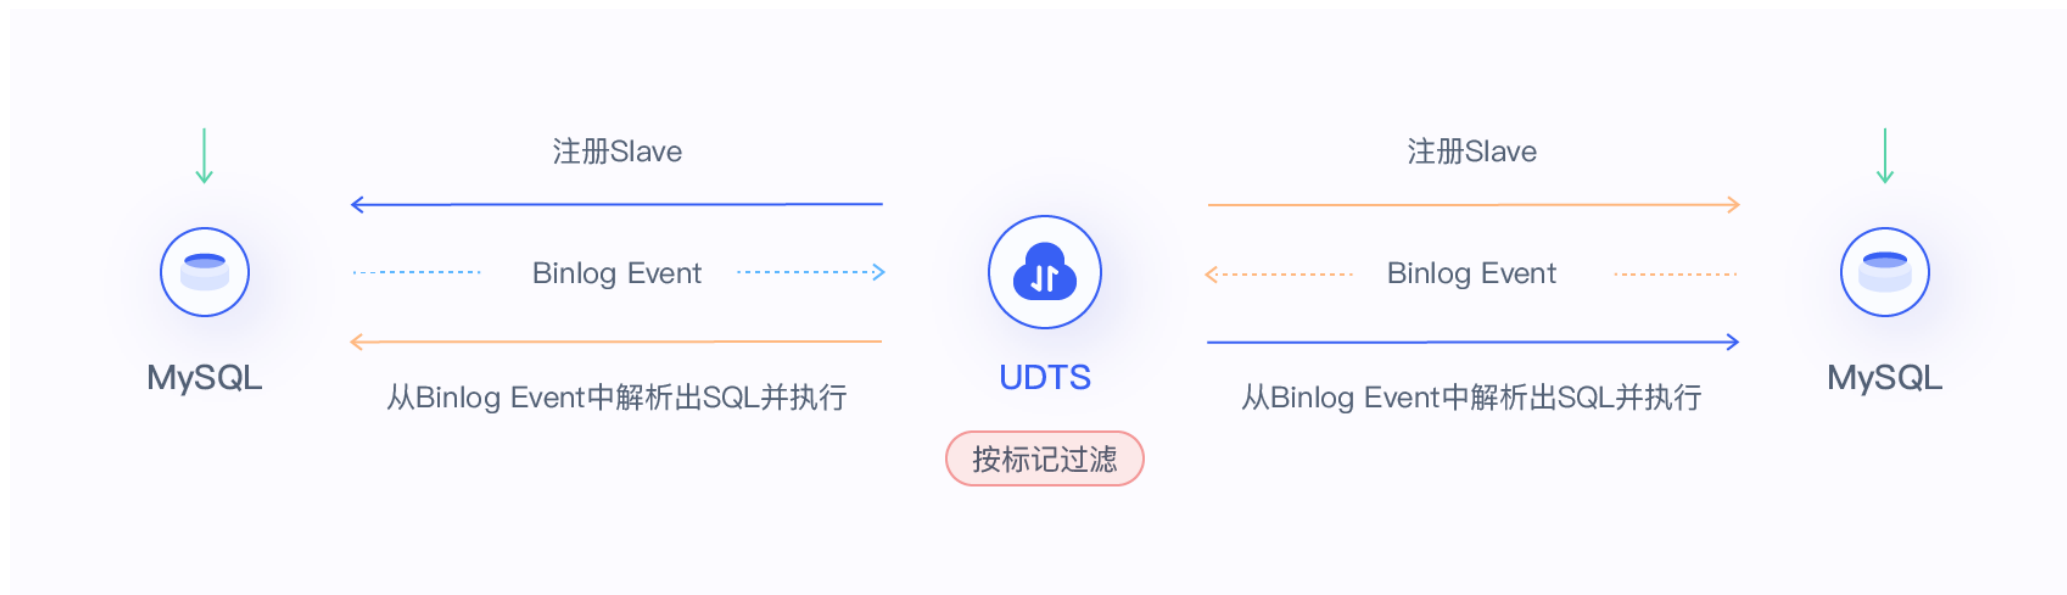 注册Slave
注册Slave
Binlog Event
Binlog Event
MySQL
UDTS
MySQL
从Binlog Event中解析出SQL并执行
从Binlog Event中解析出SQL并执行
按标记过滤